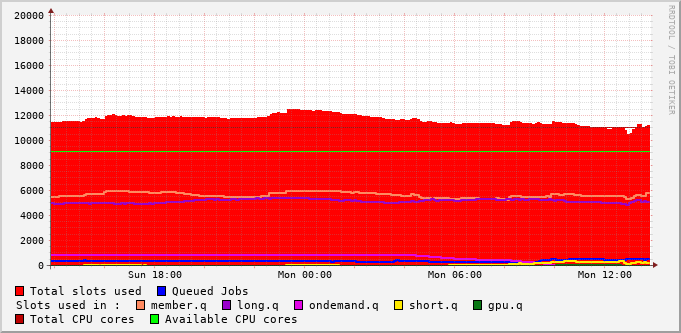 20000
18000
16000
14000
12000
10000
8000
6000
4000
2000
0
Sun 18:00 Mon 00:00 Mon 06:00 Mon 12:00
Total slots used Queued Jobs
Slots used in : member.q long.q ondemand.q short.q gpu.q
Total CPU cores Available CPU cores
RRDTOOL / TOBI OETIKER